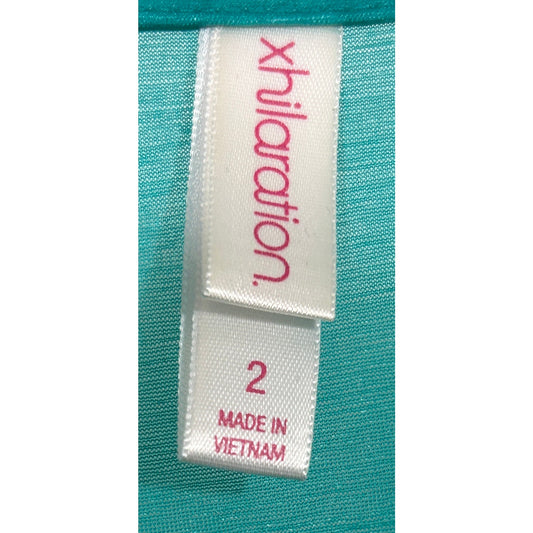 xhilaration.
2
MADE IN
VIETNAM